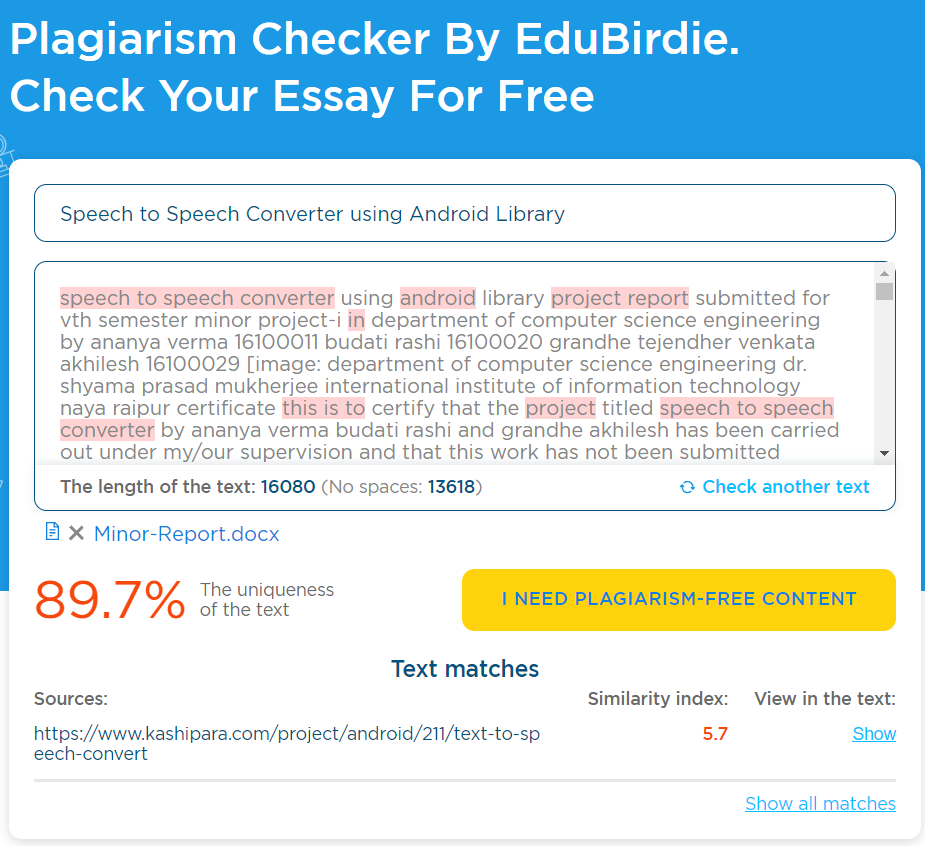 Plagiarism Checker By EduBirdie.
Check Your Essay For Free
Speech to Speech Converter using Android Library
speech to speech converter using android library project report submitted for
vth semester minor project-i in department of computer science engineering
by ananya verma 16100011 budati rashi 16100020 grandhe tejendher venkata
akhilesh 16100029 [image: department of computer science engineering dr.
shyama prasad mukherjee international institute of information technology
naya raipur certificate this is to certify that the project titled speech to speech
converter by ananya verma budati rashi and grandhe akhilesh has been carried
out under my/our supervision and that this work has not been submitted
The length of the text: 16080 (No spaces: 13618) Check another text
Minor-Report.docx
89.7% The uniqueness
of the text
I NEED PLAGIARISM-FREE CONTENT
Text matches
Sources: Similarity index: View in the text:
https://www.kashipara.com/project/android/211/text-to-sp 5.7 Show
eech-convert
Show all matches